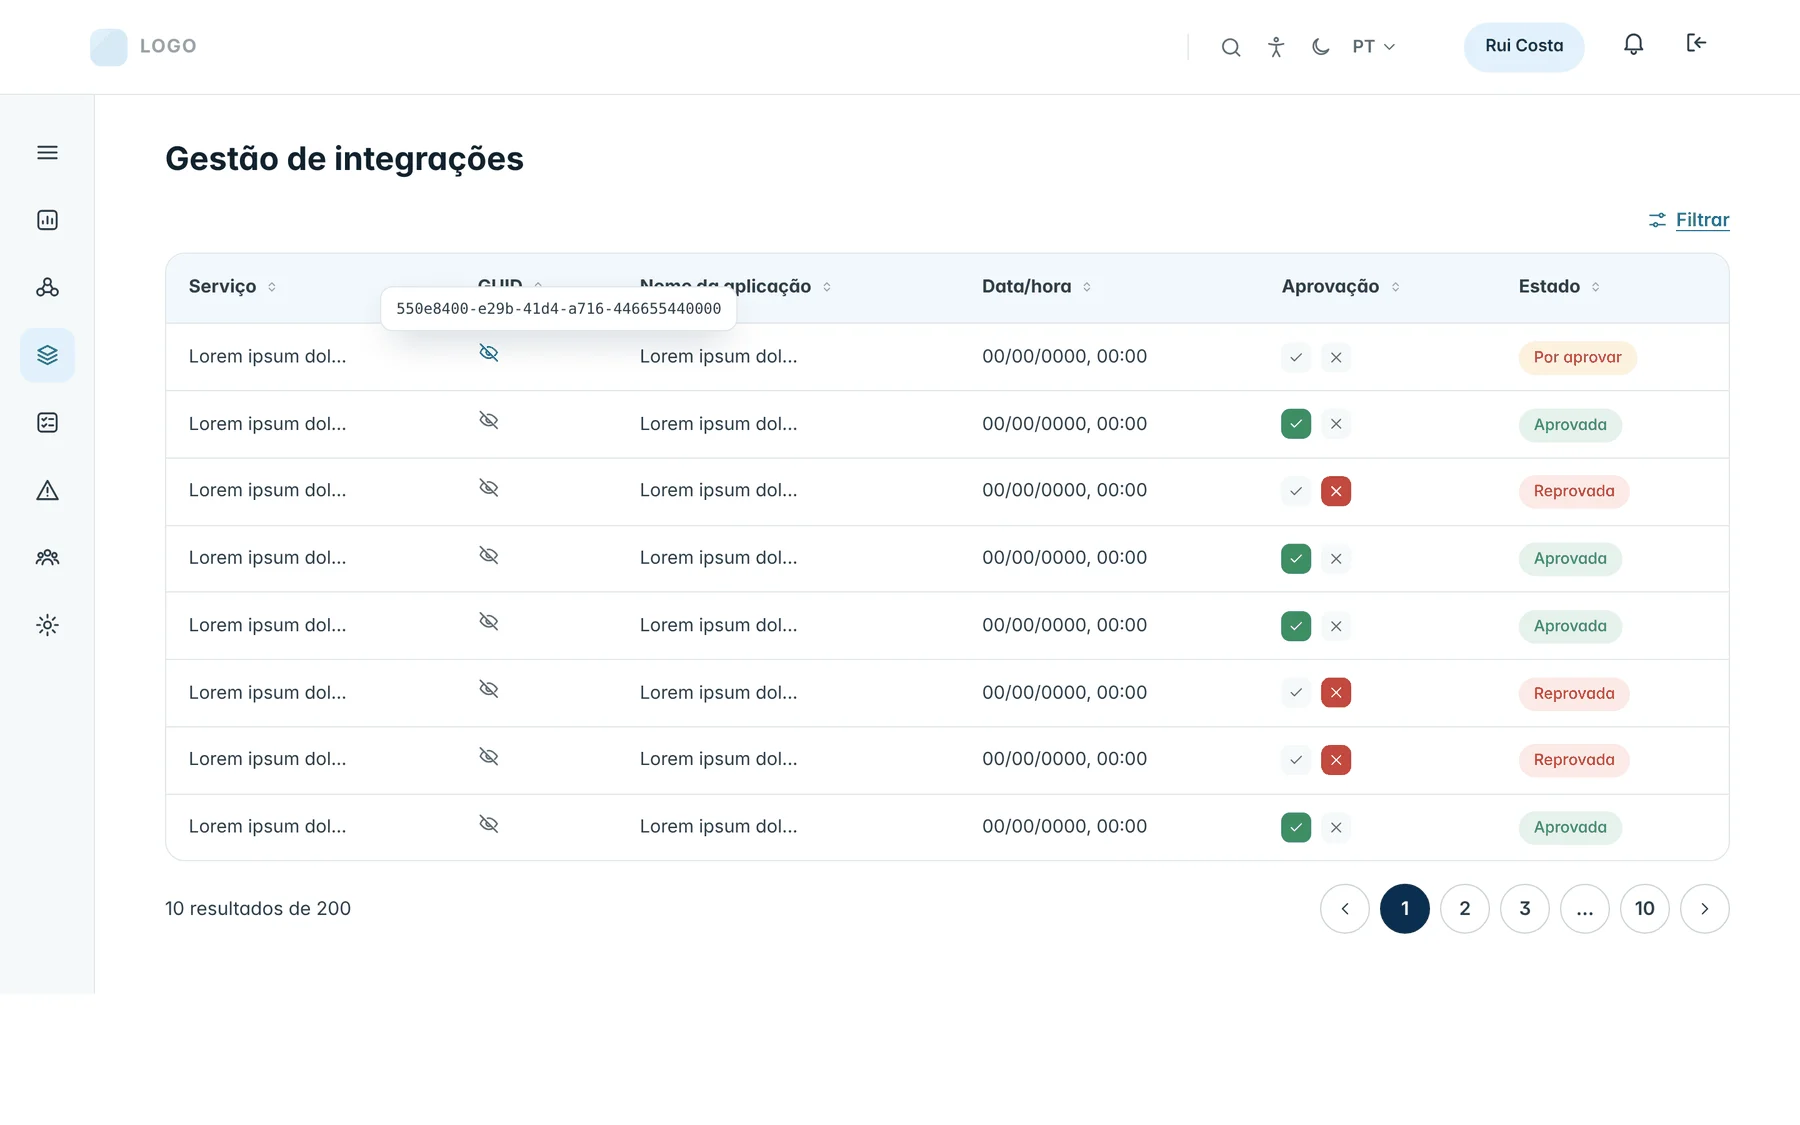 LOGO
PT
Rui Costa
Gestão de integrações
Filtrar
Serviço GUID Nome da aplicação Data/hora Aprovação Estado
550e8400-e29b-41d4-a716-446655440000
Lorem ipsum dol... Lorem ipsum dol... 00/00/0000, 00:00 Por aprovar
Lorem ipsum dol... Lorem ipsum dol... 00/00/0000, 00:00 Aprovada
Lorem ipsum dol... Lorem ipsum dol... 00/00/0000, 00:00 Reprovada
Lorem ipsum dol... Lorem ipsum dol... 00/00/0000, 00:00 Aprovada
Lorem ipsum dol... Lorem ipsum dol... 00/00/0000, 00:00 Aprovada
Lorem ipsum dol... Lorem ipsum dol... 00/00/0000, 00:00 Reprovada
Lorem ipsum dol... Lorem ipsum dol... 00/00/0000, 00:00 Reprovada
Lorem ipsum dol... Lorem ipsum dol... 00/00/0000, 00:00 Aprovada
10 resultados de 200
1 2 3 ... 10